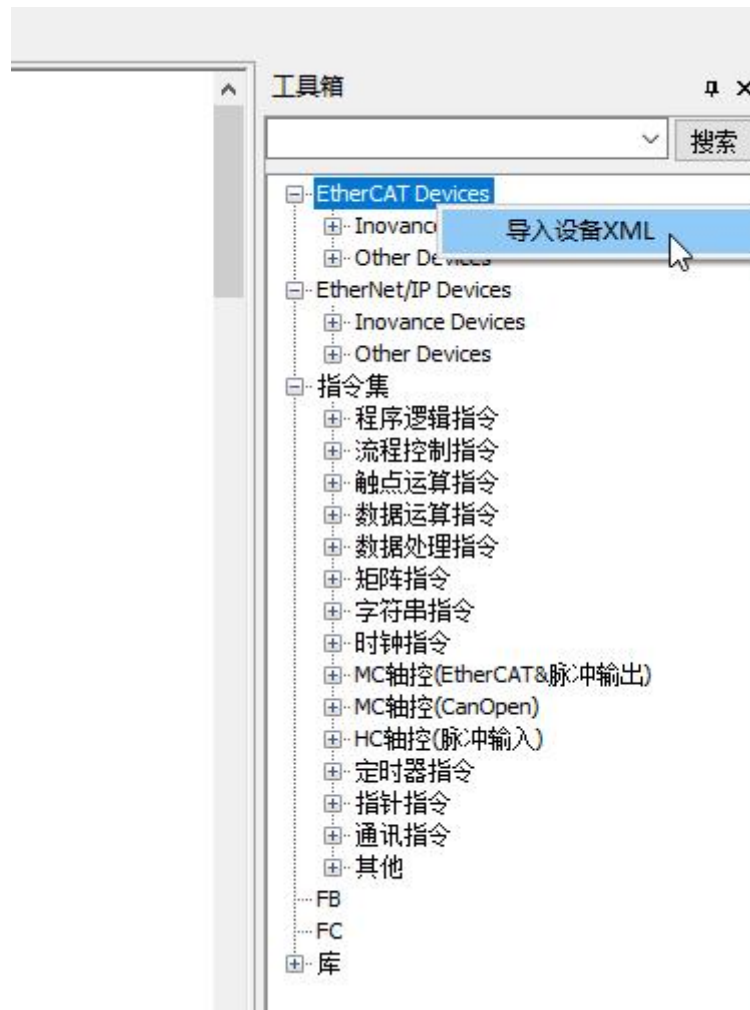 工具箱
搜索
EtherCAT Devices
Inovanc
导入设备XML
Other Devices
EtherNet/IP Devices
Inovance Devices
Other Devices
指令集
程序逻辑指令
流程控制指令
触点运算指令
数据运算指令
数据处理指令
矩阵指令
字符串指令
时钟指令
MC轴控(EtherCAT&脉冲输出)
MC轴控(CanOpen)
HC轴控(脉冲输入)
定时器指令
指针指令
通讯指令
其他
FB
FC
库